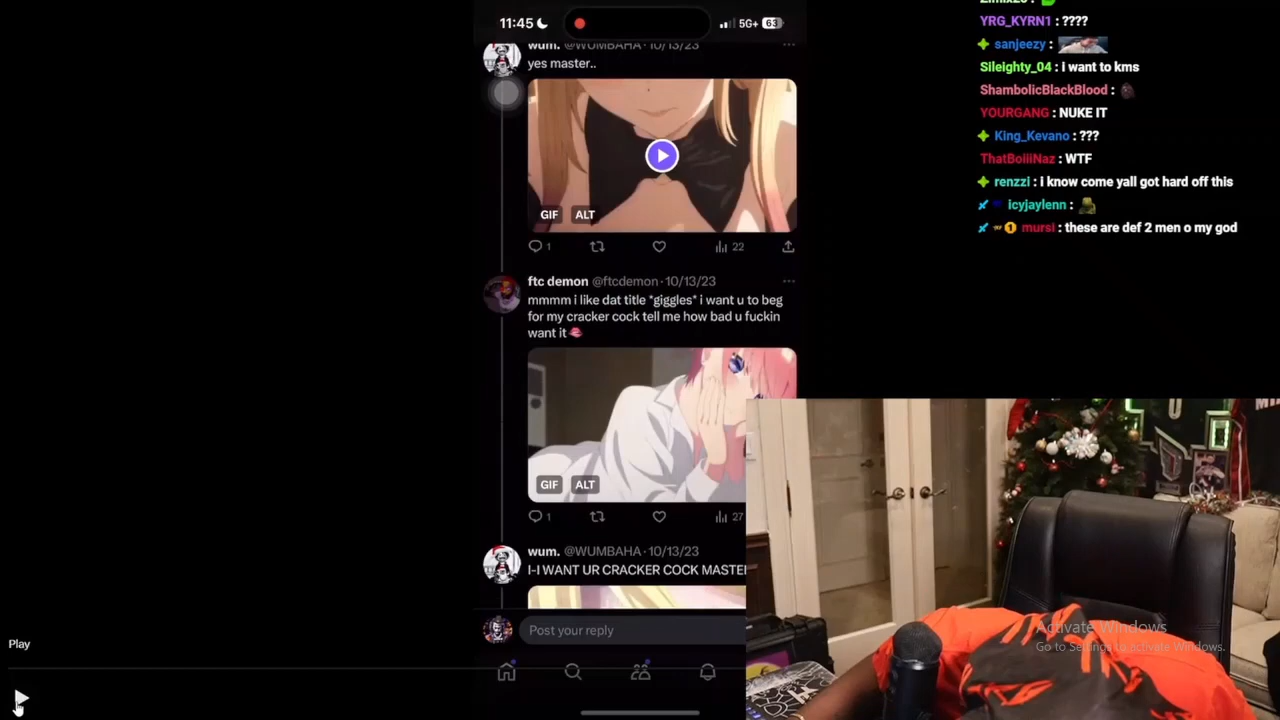 11:45
5G+ 63
wum. @WUMBAHA · 10/13/23
yes master..
GIF ALT
1 22
ftc demon @ftcdemon · 10/13/23
mmmm i like dat title *giggles* i want u to beg
for my cracker cock tell me how bad u fuckin
want it
GIF ALT
1 27
wum. @WUMBAHA · 10/13/23
I-I WANT UR CRACKER COCK MASTE
Post your reply
YRG_KYRN1 : ????
sanjeezy :
Sileighty_04 : i want to kms
ShambolicBlackBlood :
YOURGANG : NUKE IT
King_Kevano : ???
ThatBoiiiNaz : WTF
renzzi : i know come yall got hard off this
icyjaylenn :
mursi : these are def 2 men o my god
Activate Windows
Go to Settings to activate Windows.
Play